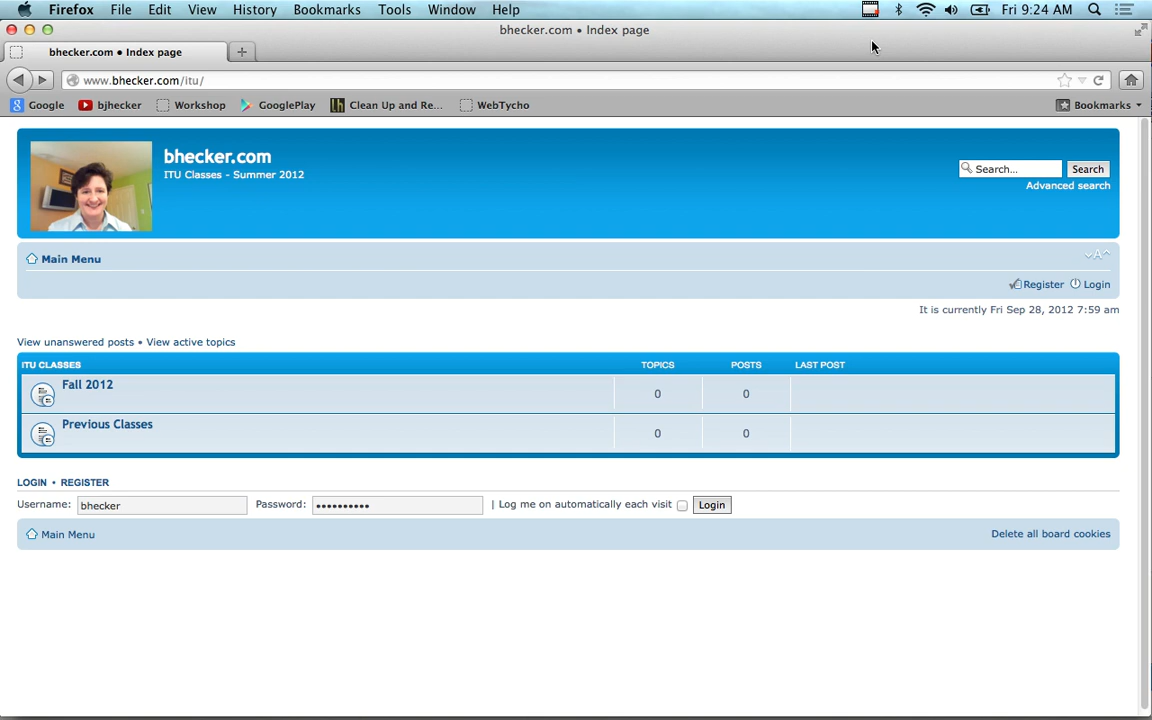 Firefox File Edit View History Bookmarks Tools Window Help Fri 9:24 AM
bhecker.com • Index page
bhecker.com • Index page
www.bhecker.com/itu/
Google bjhecker Workshop GooglePlay Clean Up and Re... WebTycho Bookmarks
bhecker.com
ITU Classes - Summer 2012
Search... Search
Advanced search
Main Menu
A
Register Login
It is currently Fri Sep 28, 2012 7:59 am
View unanswered posts • View active topics
ITU CLASSES TOPICS POSTS LAST POST
Fall 2012 0 0
Previous Classes 0 0
LOGIN • REGISTER
Username: bhecker Password: •••••••••• | Log me on automatically each visit Login
Main Menu Delete all board cookies